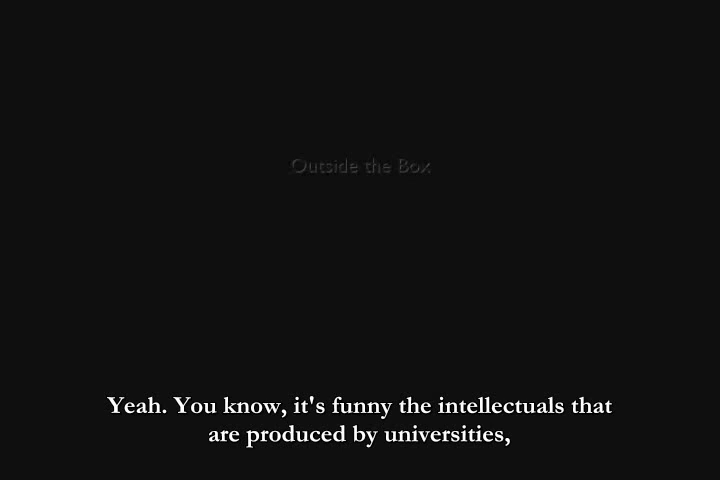 Outside the Box
Yeah. You know, it's funny the intellectuals that
are produced by universities,